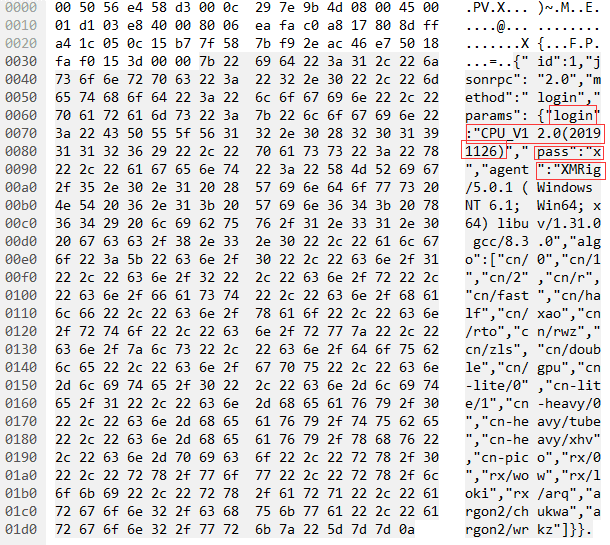 0000 00 50 56 e4 58 d3 00 0c 29 7e 9b 4d 08 00 45 00 .PV.X... )~.M..E.
0010 01 d1 03 e8 40 00 80 06 ea fa c0 a8 17 80 8d ff ....@... ........
0020 a4 1c 05 0c 15 b7 7f 58 7b f9 2e ac 46 e7 50 18 .......X {...F.P.
0030 fa f0 15 3d 00 00 7b 22 69 64 22 3a 31 2c 22 6a ...=..{" id":1,"j
0040 73 6f 6e 72 70 63 22 3a 22 32 2e 30 22 2c 22 6d sonrpc": "2.0","m
0050 65 74 68 6f 64 22 3a 22 6c 6f 67 69 6e 22 2c 22 ethod":" login","
0060 70 61 72 61 6d 73 22 3a 7b 22 6c 6f 67 69 6e 22 params": {"login"
0070 3a 22 43 50 55 5f 56 31 32 2e 30 28 32 30 31 39 :"CPU_V1 2.0(2019
0080 31 31 32 36 29 22 2c 22 70 61 73 73 22 3a 22 78 1126)"," pass":"x
0090 22 2c 22 61 67 65 6e 74 22 3a 22 58 4d 52 69 67 ","agent ":"XMRig
00a0 2f 35 2e 30 2e 31 20 28 57 69 6e 64 6f 77 73 20 /5.0.1 ( Windows
00b0 4e 54 20 36 2e 31 3b 20 57 69 6e 36 34 3b 20 78 NT 6.1; Win64; x
00c0 36 34 29 20 6c 69 62 75 76 2f 31 2e 33 31 2e 30 64) libu v/1.31.0
00d0 20 67 63 63 2f 38 2e 33 2e 30 22 2c 22 61 6c 67 gcc/8.3 .0","alg
00e0 6f 22 3a 5b 22 63 6e 2f 30 22 2c 22 63 6e 2f 31 o":["cn/ 0","cn/1
00f0 22 2c 22 63 6e 2f 32 22 2c 22 63 6e 2f 72 22 2c ","cn/2" ,"cn/r",
0100 22 63 6e 2f 66 61 73 74 22 2c 22 63 6e 2f 68 61 "cn/fast ","cn/ha
0110 6c 66 22 2c 22 63 6e 2f 78 61 6f 22 2c 22 63 6e lf","cn/ xao","cn
0120 2f 72 74 6f 22 2c 22 63 6e 2f 72 77 7a 22 2c 22 /rto","c n/rwz","
0130 63 6e 2f 7a 6c 73 22 2c 22 63 6e 2f 64 6f 75 62 cn/zls", "cn/doub
0140 6c 65 22 2c 22 63 6e 2f 67 70 75 22 2c 22 63 6e le","cn/ gpu","cn
0150 2d 6c 69 74 65 2f 30 22 2c 22 63 6e 2d 6c 69 74 -lite/0" ,"cn-lit
0160 65 2f 31 22 2c 22 63 6e 2d 68 65 61 76 79 2f 30 e/1","cn -heavy/0
0170 22 2c 22 63 6e 2d 68 65 61 76 79 2f 74 75 62 65 ","cn-he avy/tube
0180 22 2c 22 63 6e 2d 68 65 61 76 79 2f 78 68 76 22 ","cn-he avy/xhv"
0190 2c 22 63 6e 2d 70 69 63 6f 22 2c 22 72 78 2f 30 ,"cn-pic o","rx/0
01a0 22 2c 22 72 78 2f 77 6f 77 22 2c 22 72 78 2f 6c ","rx/wo w","rx/l
01b0 6f 6b 69 22 2c 22 72 78 2f 61 72 71 22 2c 22 61 oki","rx /arq","a
01c0 72 67 6f 6e 32 2f 63 68 75 6b 77 61 22 2c 22 61 rgon2/ch ukwa","a
01d0 72 67 6f 6e 32 2f 77 72 6b 7a 22 5d 7d 7d 0a rgon2/wr kz"]}}.